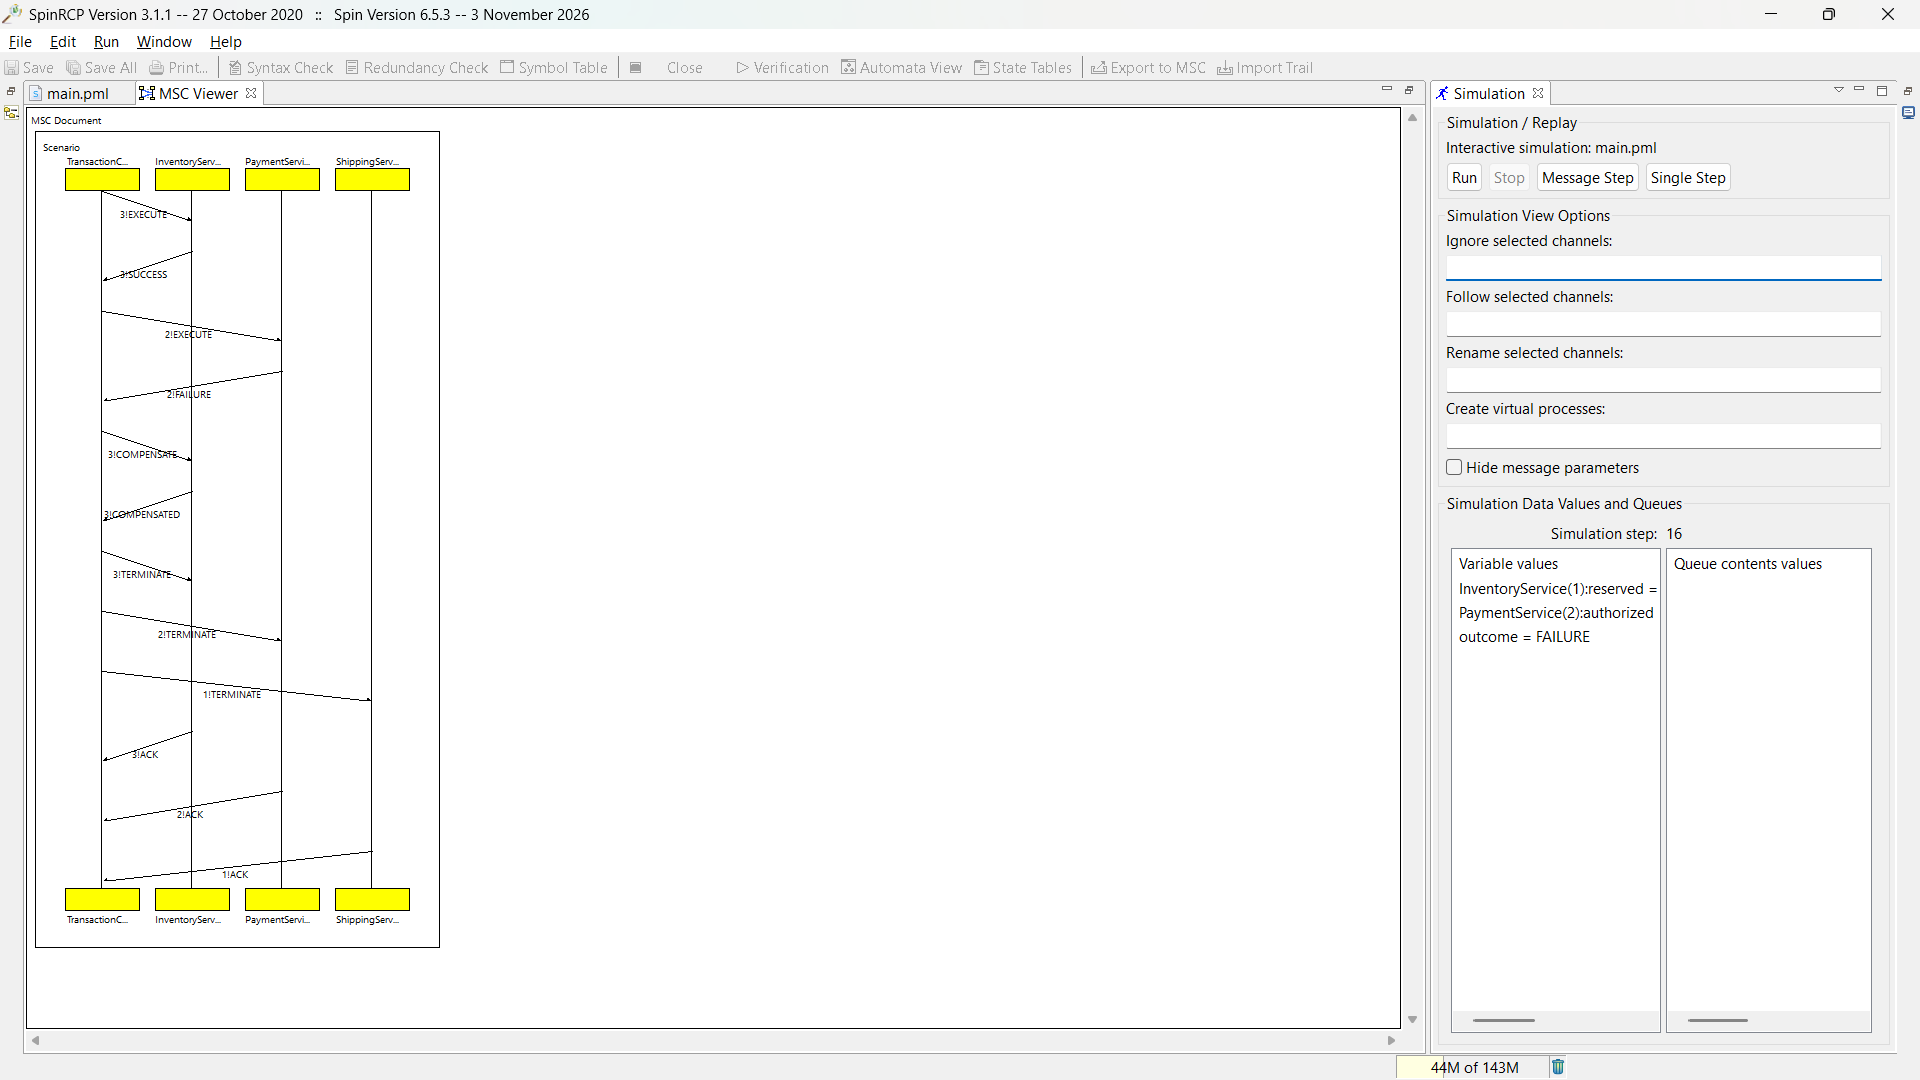 SpinRCP Version 3.1.1 -- 27 October 2020 :: Spin Version 6.5.3 -- 3 November 2026
File Edit Run Window Help
Save Save All Print... Syntax Check Redundancy Check Symbol Table Close Verification Automata View State Tables Export to MSC Import Trail
main.pml MSC Viewer
MSC Document
Scenario
TransactionC... InventoryServ... PaymentServi... ShippingServ...
3!EXECUTE
3!SUCCESS
2!EXECUTE
2!FAILURE
3!COMPENSATE
3!COMPENSATED
3!TERMINATE
2!TERMINATE
1!TERMINATE
3!ACK
2!ACK
1!ACK
TransactionC... InventoryServ... PaymentServi... ShippingServ...
Simulation
Simulation / Replay
Interactive simulation: main.pml
Run Stop Message Step Single Step
Simulation View Options
Ignore selected channels:
Follow selected channels:
Rename selected channels:
Create virtual processes:
Hide message parameters
Simulation Data Values and Queues
Simulation step: 16
Variable values
InventoryService(1):reserved =
PaymentService(2):authorized
outcome = FAILURE
Queue contents values
44M of 143M